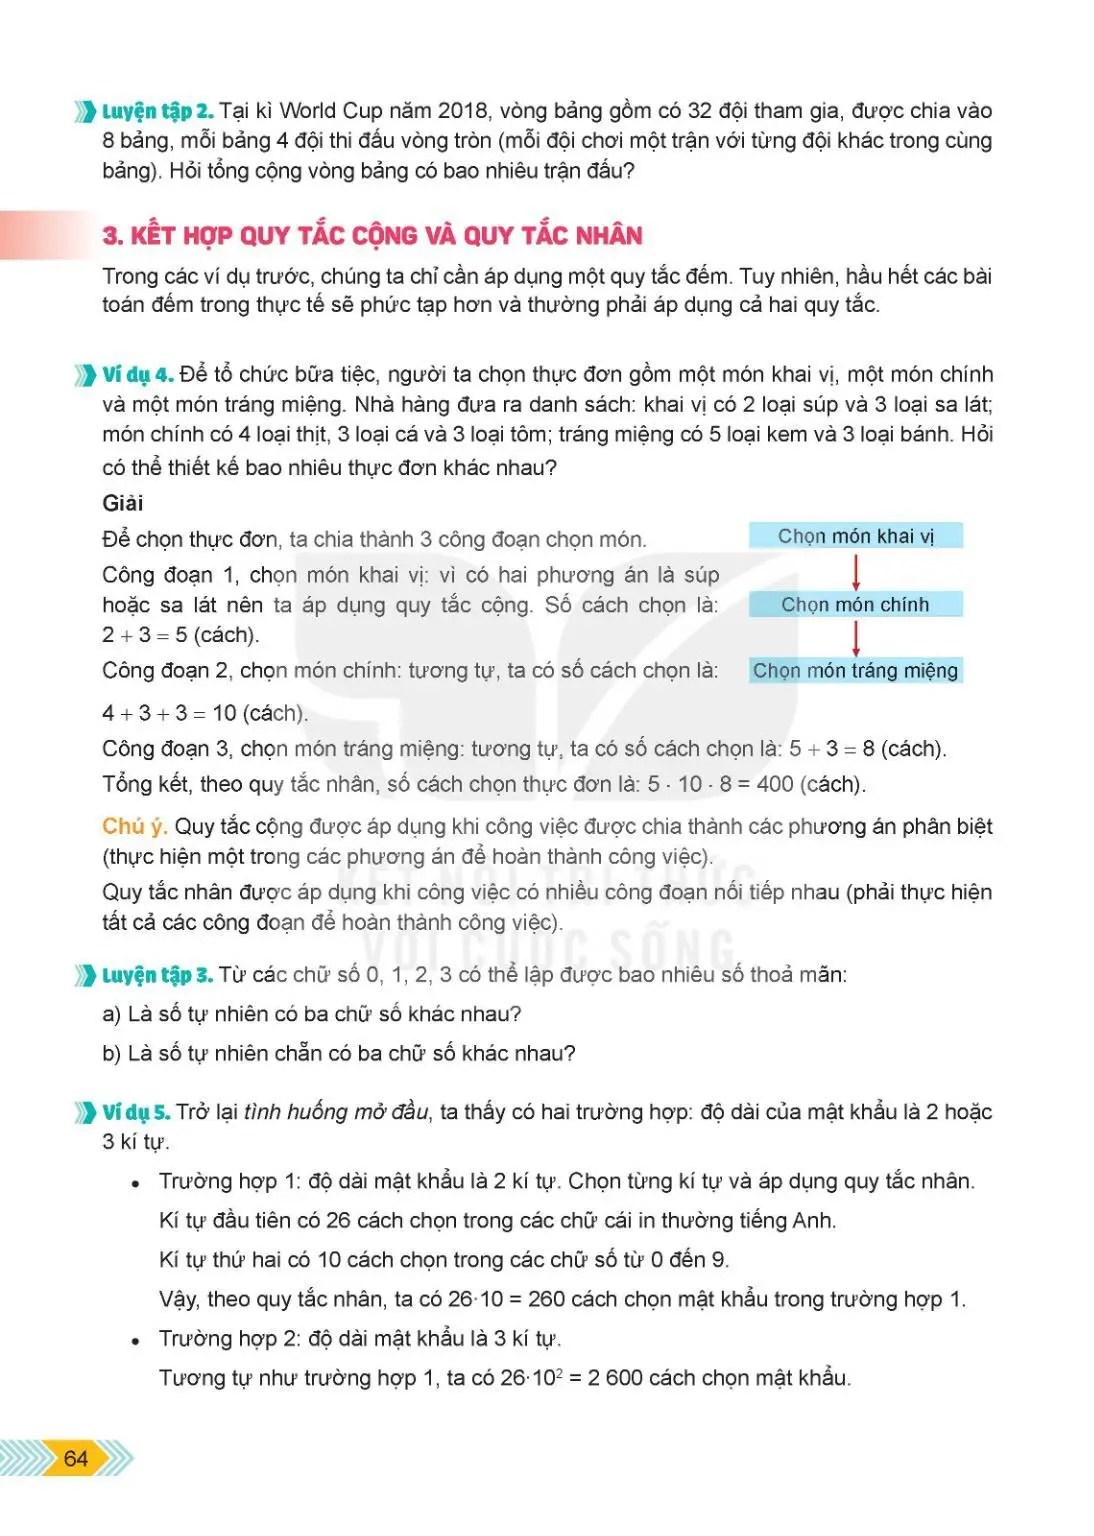 Luyện tập 2. Tại kì World Cup năm 2018, vòng bảng gồm có 32 đội tham gia, được chia vào
8 bảng, mỗi bảng 4 đội thi đấu vòng tròn (mỗi đội chơi một trận với từng đội khác trong cùng
bảng). Hỏi tổng cộng vòng bảng có bao nhiêu trận đấu?
3. KẾT HỢP QUY TẮC CỘNG VÀ QUY TẮC NHÂN
Trong các ví dụ trước, chúng ta chỉ cần áp dụng một quy tắc đếm. Tuy nhiên, hầu hết các bài
toán đếm trong thực tế sẽ phức tạp hơn và thường phải áp dụng cả hai quy tắc.
Ví dụ 4. Để tổ chức bữa tiệc, người ta chọn thực đơn gồm một món khai vị, một món chính
và một món tráng miệng. Nhà hàng đưa ra danh sách: khai vị có 2 loại súp và 3 loại sa lát;
món chính có 4 loại thịt, 3 loại cá và 3 loại tôm; tráng miệng có 5 loại kem và 3 loại bánh. Hỏi
có thể thiết kế bao nhiêu thực đơn khác nhau?
Giải
Để chọn thực đơn, ta chia thành 3 công đoạn chọn món.
Công đoạn 1, chọn món khai vị: vì có hai phương án là súp
hoặc sa lát nên ta áp dụng quy tắc cộng. Số cách chọn là:
2 + 3 = 5 (cách).
Công đoạn 2, chọn món chính: tương tự, ta có số cách chọn là:
4 + 3 + 3 = 10 (cách).
Chọn món khai vị
Chọn món chính
Chọn món tráng miệng
Công đoạn 3, chọn món tráng miệng: tương tự, ta có số cách chọn là: 5 + 3 = 8 (cách).
Tổng kết, theo quy tắc nhân, số cách chọn thực đơn là: 5 · 10 · 8 = 400 (cách).
Chú ý. Quy tắc cộng được áp dụng khi công việc được chia thành các phương án phân biệt
(thực hiện một trong các phương án để hoàn thành công việc).
Quy tắc nhân được áp dụng khi công việc có nhiều công đoạn nối tiếp nhau (phải thực hiện
tất cả các công đoạn để hoàn thành công việc).
KẾT NỐI TRI THỨC
VỚI CUỘC SỐNG
Luyện tập 3. Từ các chữ số 0, 1, 2, 3 có thể lập được bao nhiêu số thoả mãn:
a) Là số tự nhiên có ba chữ số khác nhau?
b) Là số tự nhiên chẵn có ba chữ số khác nhau?
Ví dụ 5. Trở lại tình huống mở đầu, ta thấy có hai trường hợp: độ dài của mật khẩu là 2 hoặc
3 kí tự.
• Trường hợp 1: độ dài mật khẩu là 2 kí tự. Chọn từng kí tự và áp dụng quy tắc nhân.
Kí tự đầu tiên có 26 cách chọn trong các chữ cái in thường tiếng Anh.
Kí tự thứ hai có 10 cách chọn trong các chữ số từ 0 đến 9.
Vậy, theo quy tắc nhân, ta có 26·10 = 260 cách chọn mật khẩu trong trường hợp 1.
• Trường hợp 2: độ dài mật khẩu là 3 kí tự.
Tương tự như trường hợp 1, ta có 26·10² = 2 600 cách chọn mật khẩu.
64